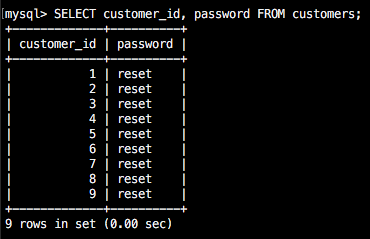 mysql> SELECT customer_id, password FROM customers;
+-------------+----------+
| customer_id | password |
+-------------+----------+
|           1 | reset    |
|           2 | reset    |
|           3 | reset    |
|           4 | reset    |
|           5 | reset    |
|           6 | reset    |
|           7 | reset    |
|           8 | reset    |
|           9 | reset    |
+-------------+----------+
9 rows in set (0.00 sec)